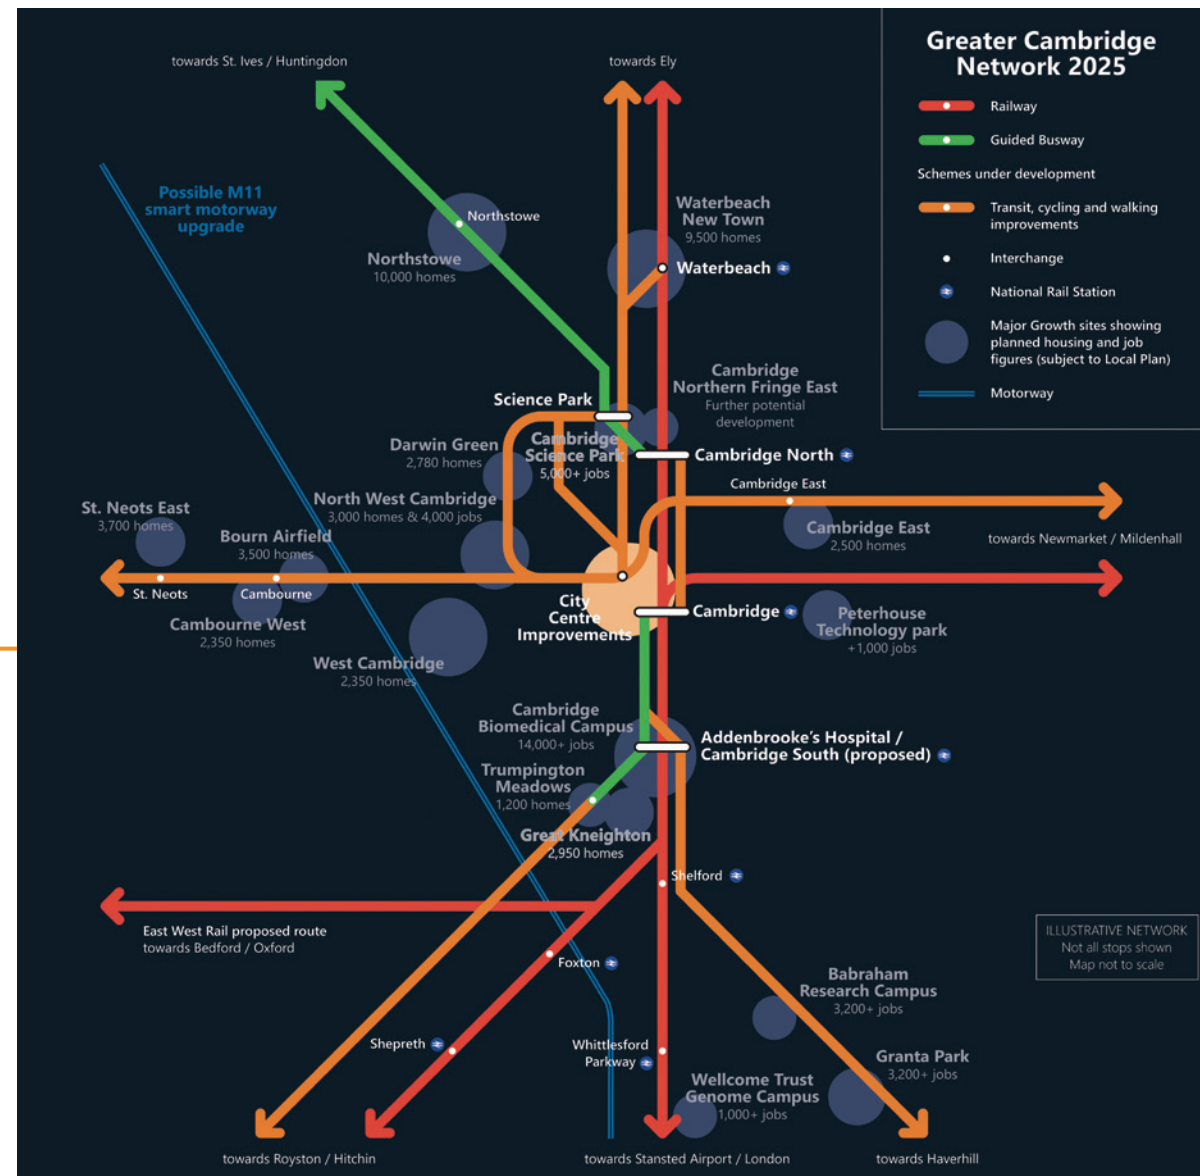 Greater Cambridge
Network 2025
Railway
Guided Busway
Schemes under development
Transit, cycling and walking
improvements
Interchange
National Rail Station
Major Growth sites showing
planned housing and job
figures (subject to Local Plan)
Motorway
towards St. Ives / Huntingdon
towards Ely
Possible M11
smart motorway
upgrade
Northstowe
Northstowe
10,000 homes
Waterbeach
New Town
9,500 homes
Waterbeach
Cambridge
Northern Fringe East
Further potential
development
Science Park
Cambridge
Science Park
5,000+ jobs
Cambridge North
Darwin Green
2,780 homes
North West Cambridge
3,000 homes & 4,000 jobs
Cambridge East
Cambridge East
2,500 homes
towards Newmarket / Mildenhall
St. Neots East
3,700 homes
Bourn Airfield
3,500 homes
St. Neots
Cambourne
Cambourne West
2,350 homes
City
Centre
Improvements
Cambridge
Peterhouse
Technology park
+1,000 jobs
West Cambridge
2,350 homes
Cambridge
Biomedical Campus
14,000+ jobs
Addenbrooke's Hospital /
Cambridge South (proposed)
Trumpington
Meadows
1,200 homes
Great Kneighton
2,950 homes
Shelford
East West Rail proposed route
towards Bedford / Oxford
Foxton
ILLUSTRATIVE NETWORK
Not all stops shown
Map not to scale
Babraham
Research Campus
3,200+ jobs
Shepreth
Whittlesford
Parkway
Granta Park
3,200+ jobs
Wellcome Trust
Genome Campus
1,000+ jobs
towards Royston / Hitchin
towards Stansted Airport / London
towards Haverhill